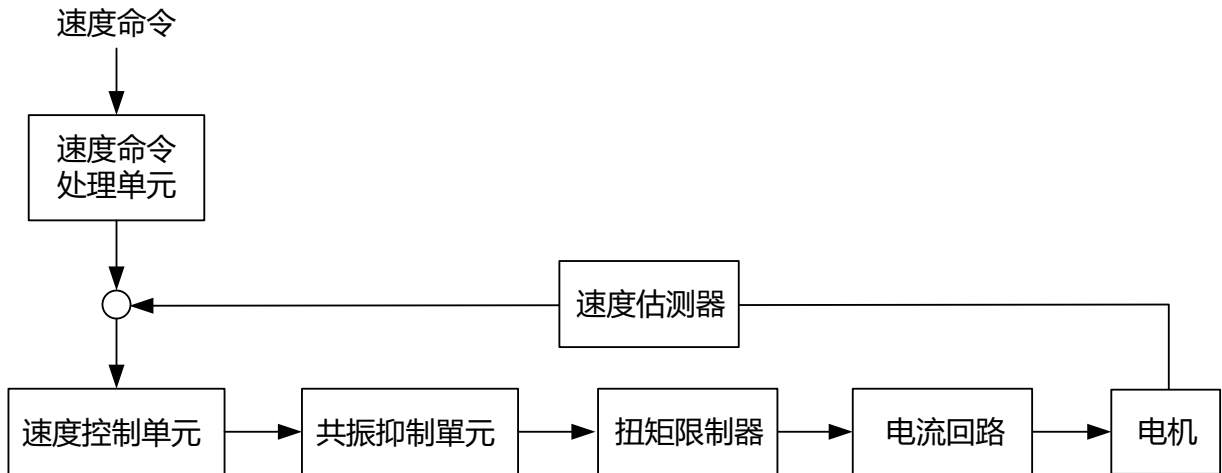 速度命令
速度命令
处理单元
速度估测器
速度控制单元
共振抑制單元
扭矩限制器
电流回路
电机